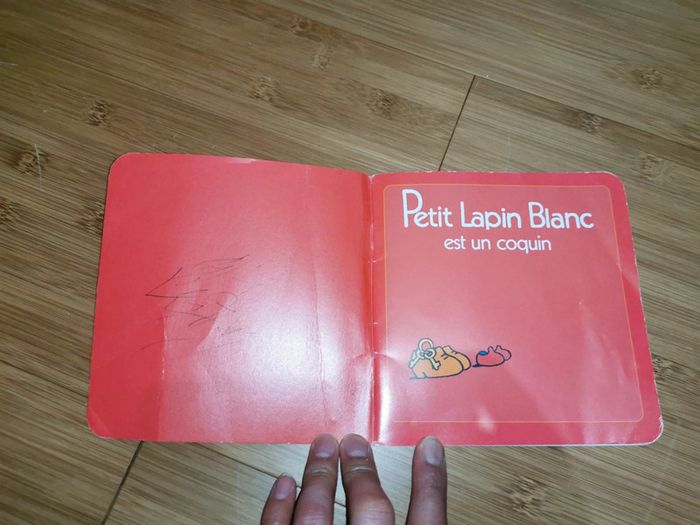 Petit Lapin Blanc
est un coquin